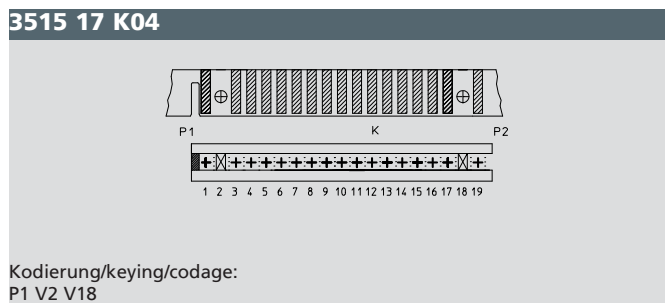 3515 17 K04
P1 K P2
1 2 3 4 5 6 7 8 9 10 11 12 13 14 15 16 17 18 19
Kodierung/keying/codage:
P1 V2 V18